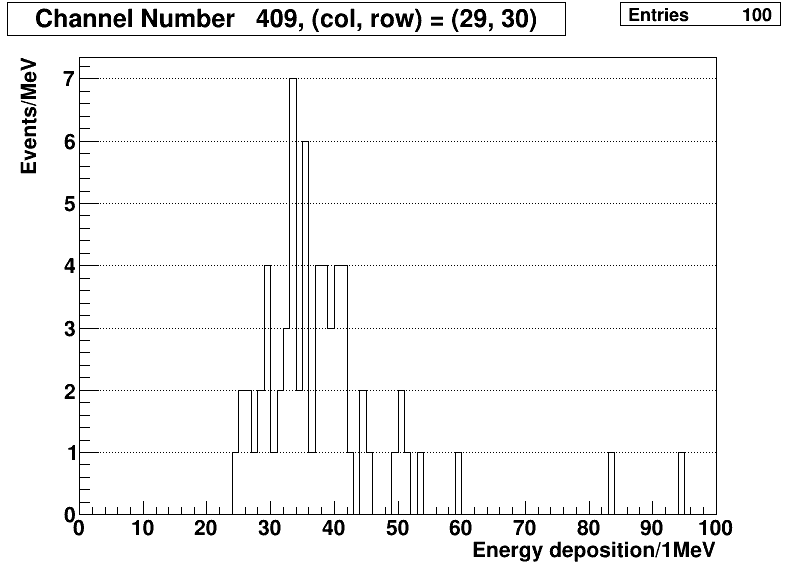 Channel Number 409, (col, row) = (29, 30)
Entries 100
Events/MeV
7
6
5
4
3
2
1
0
0 10 20 30 40 50 60 70 80 90 100
Energy deposition/1MeV